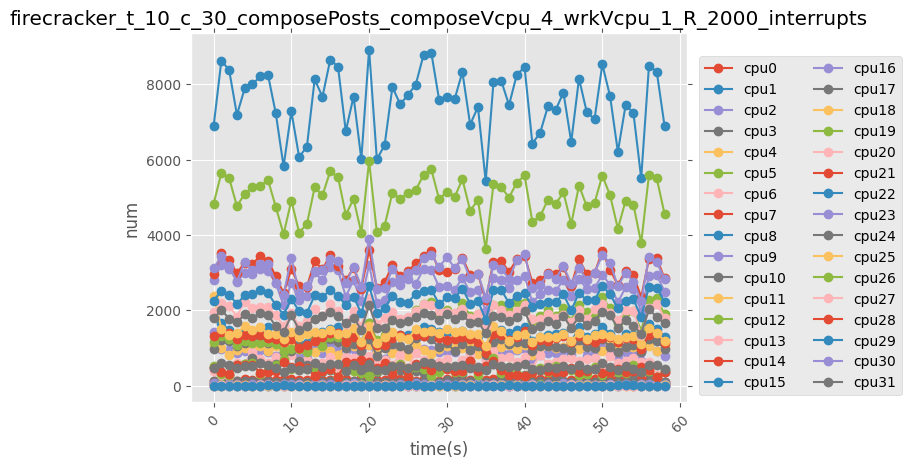 firecracker_t_10_c_30_composePosts_composeVcpu_4_wrkVcpu_1_R_2000_interrupts
num
8000
6000
4000
2000
0
0
10
20
30
40
50
60
time(s)
cpu0
cpu1
cpu2
cpu3
cpu4
cpu5
cpu6
cpu7
cpu8
cpu9
cpu10
cpu11
cpu12
cpu13
cpu14
cpu15
cpu16
cpu17
cpu18
cpu19
cpu20
cpu21
cpu22
cpu23
cpu24
cpu25
cpu26
cpu27
cpu28
cpu29
cpu30
cpu31